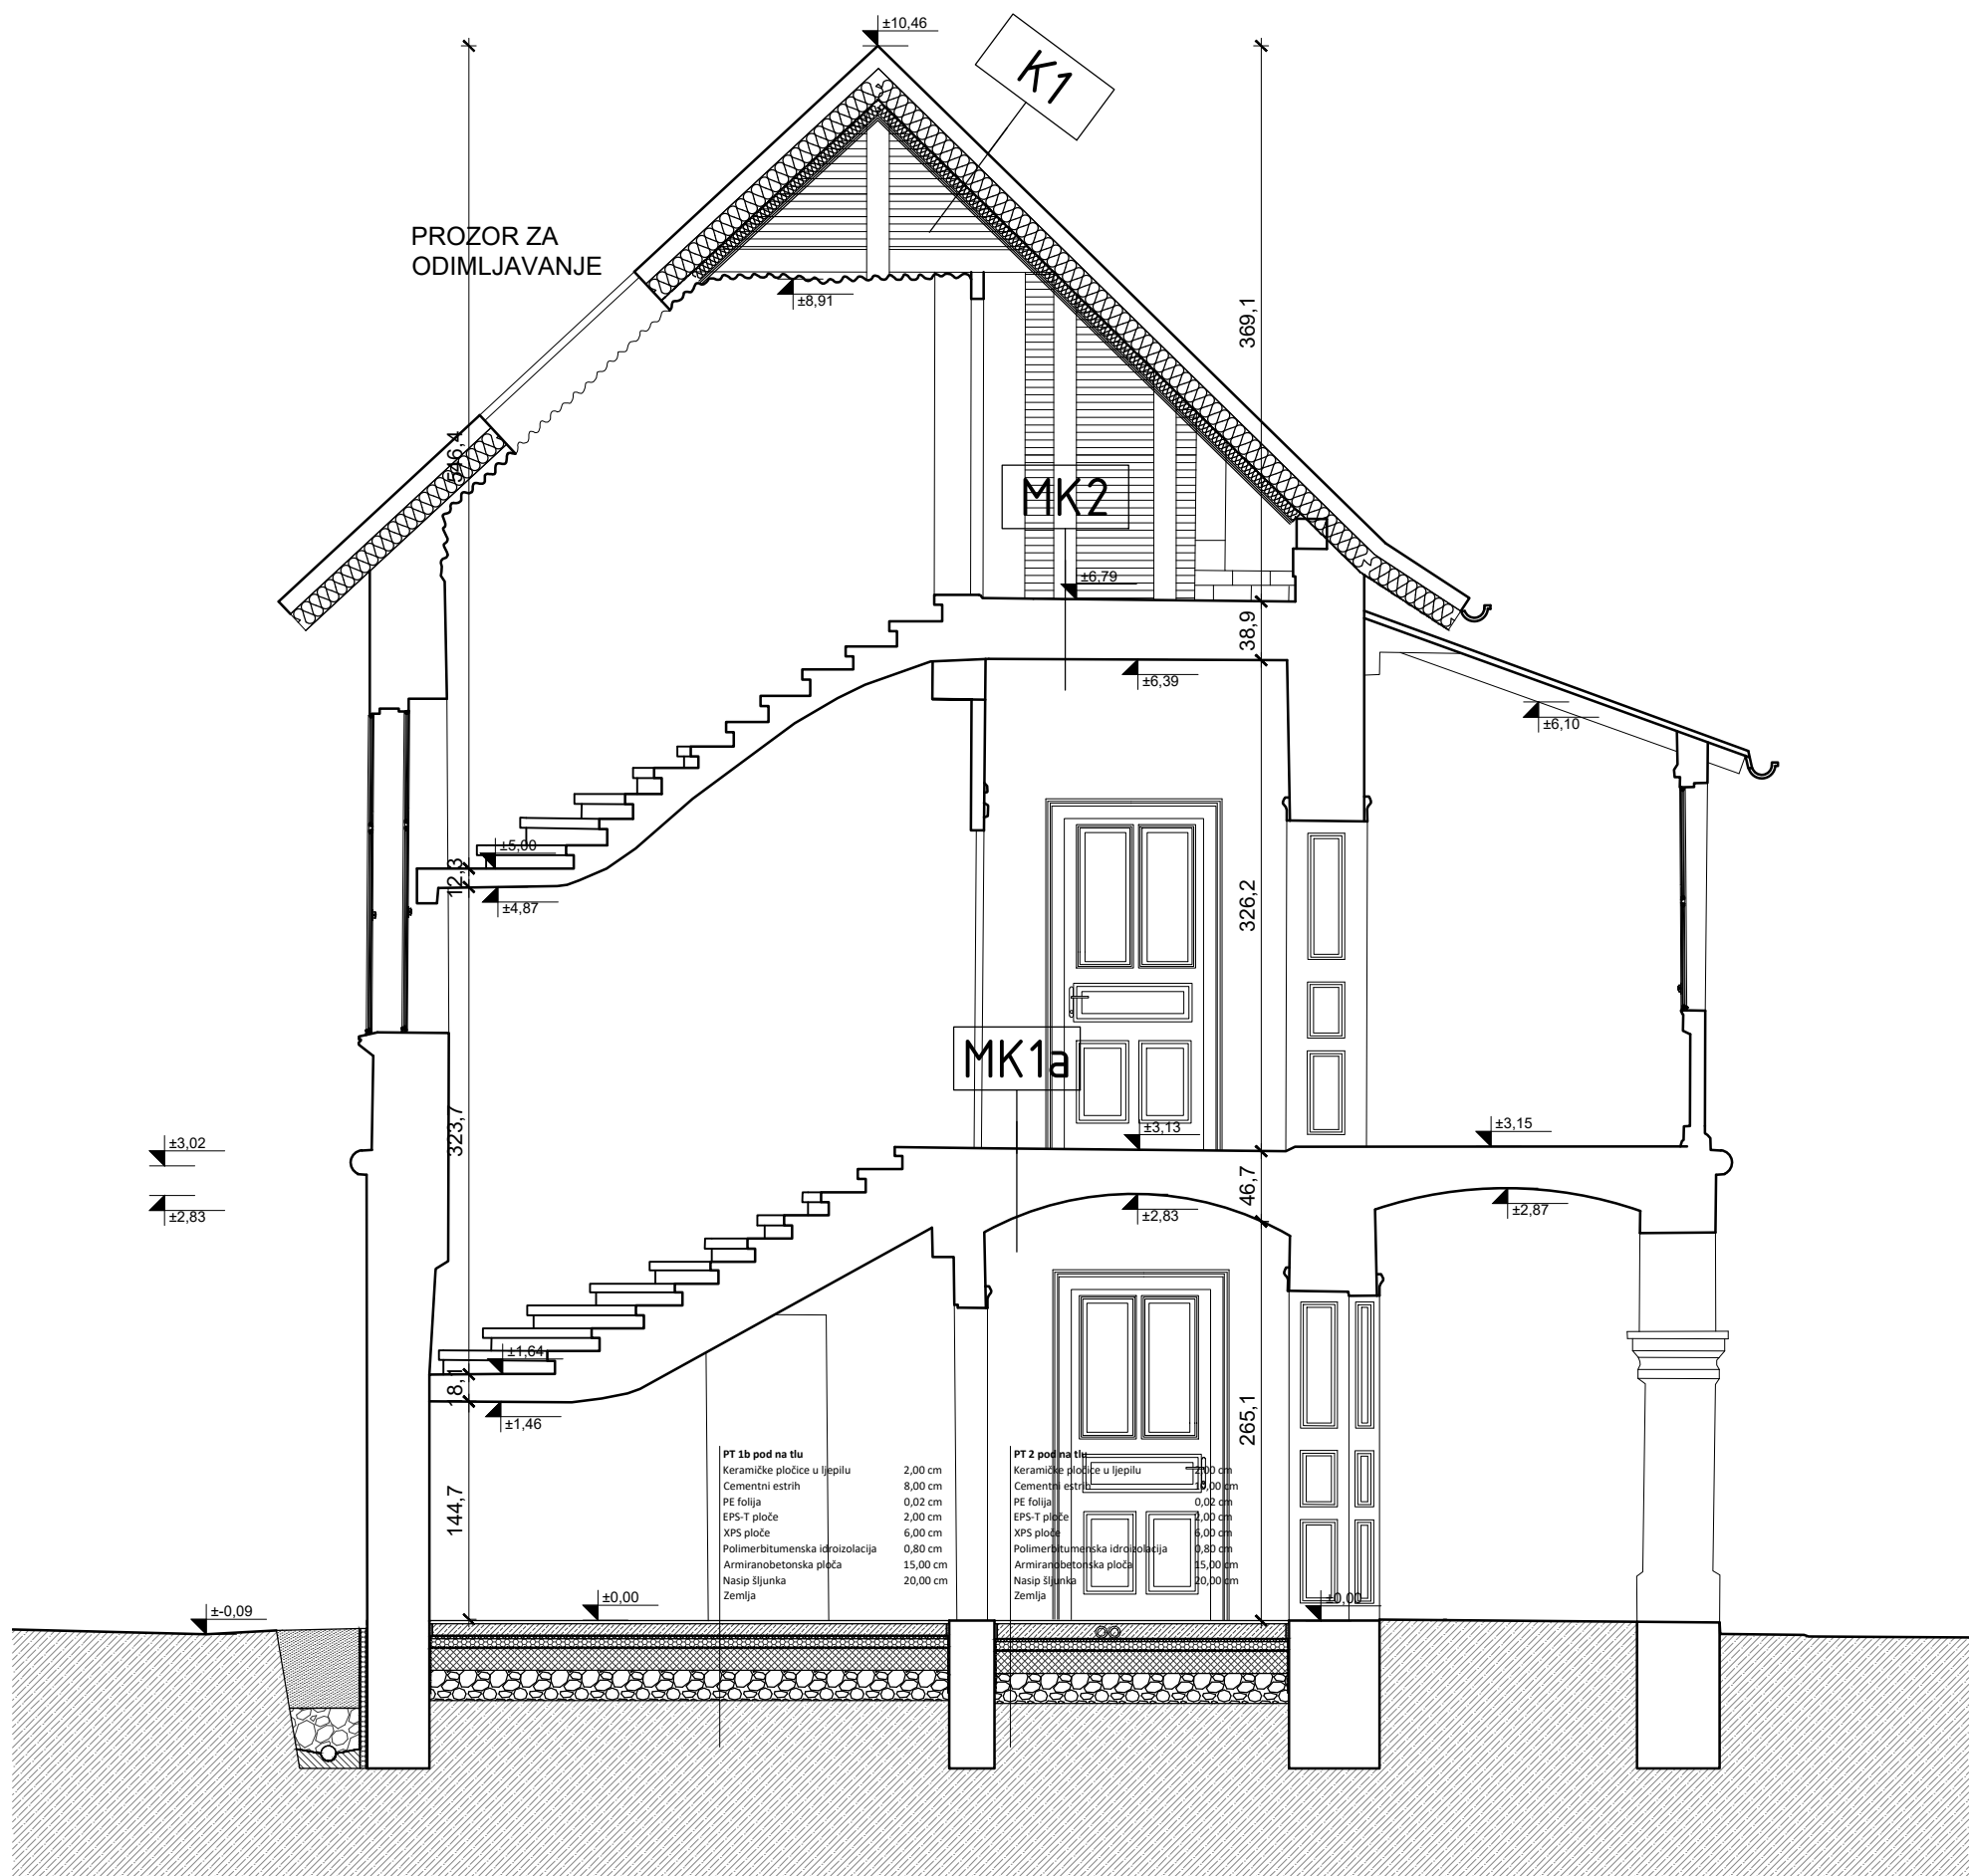 ±10,46
K1
PROZOR ZA
ODIMLJAVANJE
±8,91
369,1
546,4
MK2
±6,79
38,9
±6,39
±6,10
±5,00
12,3
±4,87
326,2
MK1a
323,7
±3,02
±3,13
±3,15
46,7
±2,83
±2,83
±2,87
±1,64
18,1
±1,46
265,1
144,7
PT 1b pod na tlu
Keramičke pločice u ljepilu 2,00 cm
Cementni estrih 8,00 cm
PE folija 0,02 cm
EPS-T ploče 2,00 cm
XPS ploče 6,00 cm
Polimerbitumenska idroizolacija 0,80 cm
Armiranobetonska ploča 15,00 cm
Nasip šljunka 20,00 cm
Zemlja
PT 2 pod na tlu
Keramičke pločice u ljepilu 2,00 cm
Cementni estrih 10,00 cm
PE folija 0,02 cm
EPS-T ploče 2,00 cm
XPS ploče 6,00 cm
Polimerbitumenska idroizolacija 0,80 cm
Armiranobetonska ploča 15,00 cm
Nasip šljunka 20,00 cm
Zemlja
±-0,09
±0,00
±0,00